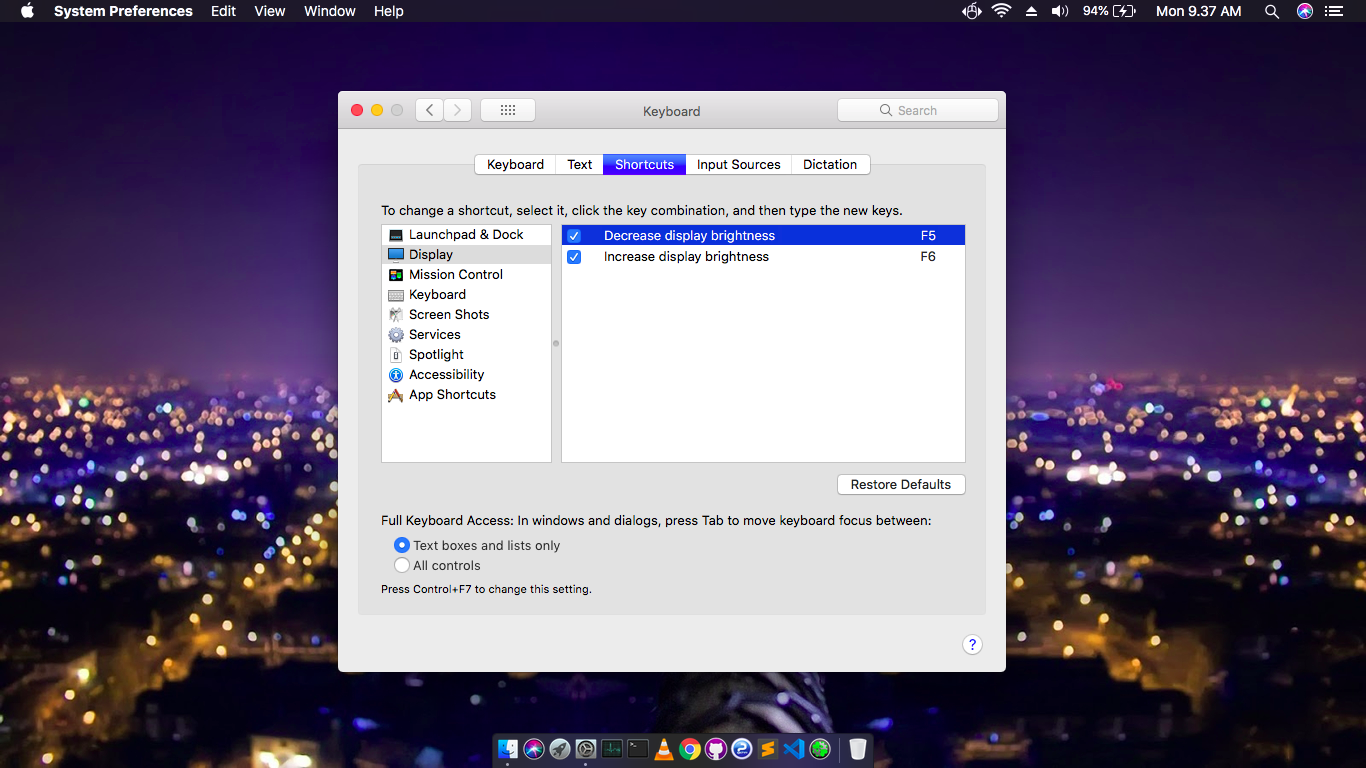 System Preferences Edit View Window Help 94% Mon 9.37 AM
Keyboard Search
Keyboard Text Shortcuts Input Sources Dictation
To change a shortcut, select it, click the key combination, and then type the new keys.
Launchpad & Dock
Display
Mission Control
Keyboard
Screen Shots
Services
Spotlight
Accessibility
App Shortcuts
Decrease display brightness F5
Increase display brightness F6
Restore Defaults
Full Keyboard Access: In windows and dialogs, press Tab to move keyboard focus between:
Text boxes and lists only
All controls
Press Control+F7 to change this setting.
?